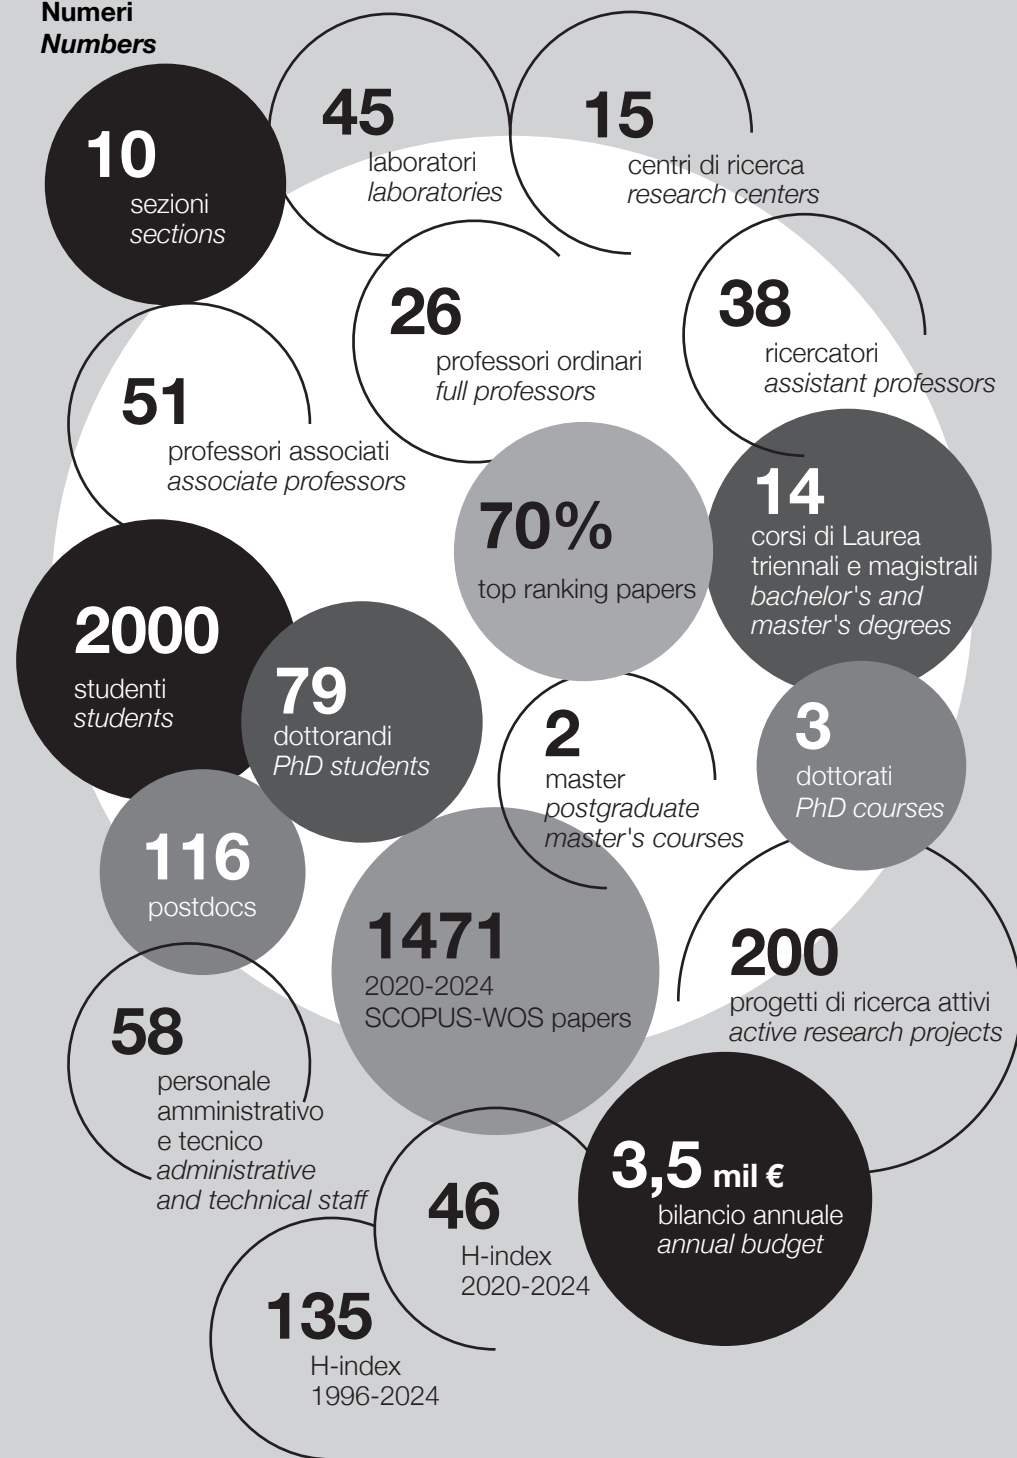 Numeri
Numbers
10
sezioni
sections
45
laboratori
laboratories
15
centri di ricerca
research centers
26
professori ordinari
full professors
38
ricercatori
assistant professors
51
professori associati
associate professors
70%
top ranking papers
14
corsi di Laurea
triennali e magistrali
bachelor's and
master's degrees
2000
studenti
students
79
dottorandi
PhD students
2
master
postgraduate
master's courses
3
dottorati
PhD courses
116
postdocs
1471
2020-2024
SCOPUS-WOS papers
200
progetti di ricerca attivi
active research projects
58
personale
amministrativo
e tecnico
administrative
and technical staff
3,5 mil €
bilancio annuale
annual budget
46
H-index
2020-2024
135
H-index
1996-2024